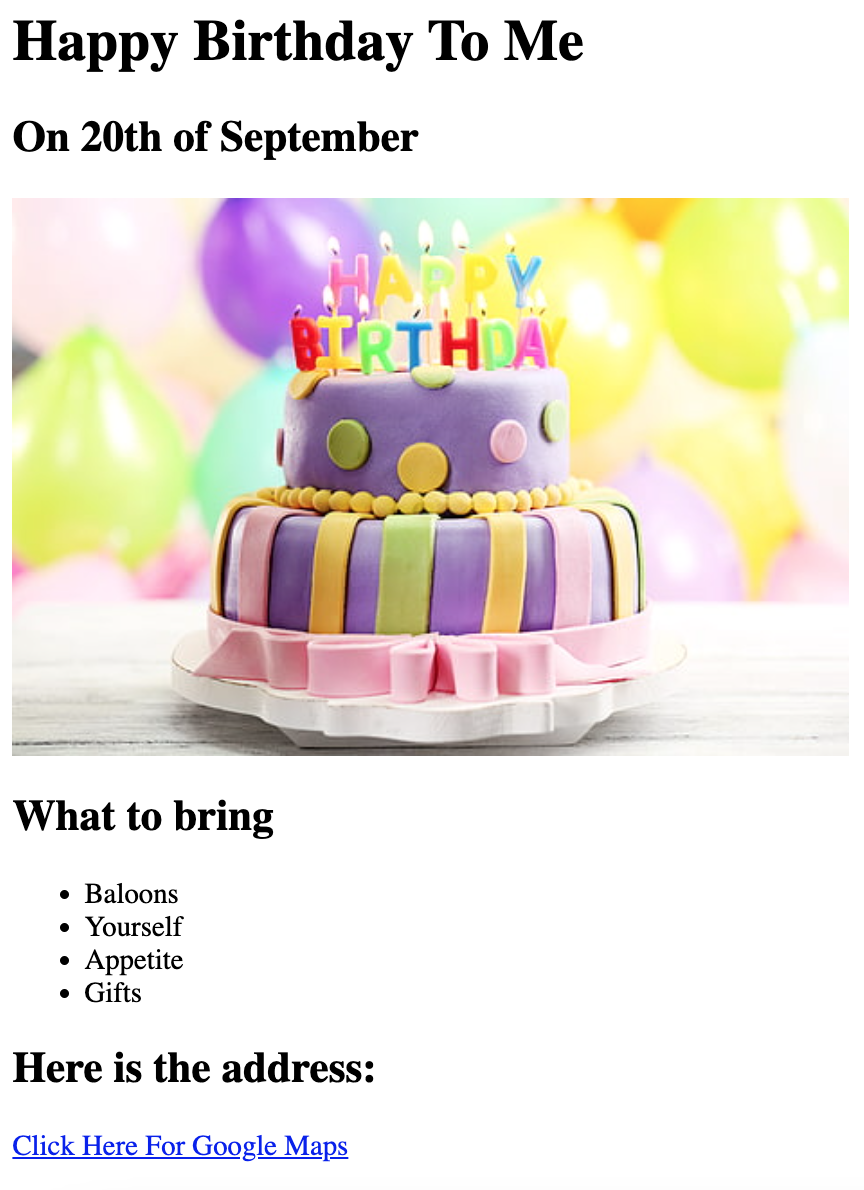 Happy Birthday To Me
On 20th of September
HAPPY
BIRTHDAY
What to bring
Baloons
Yourself
Appetite
Gifts
Here is the address:
Click Here For Google Maps